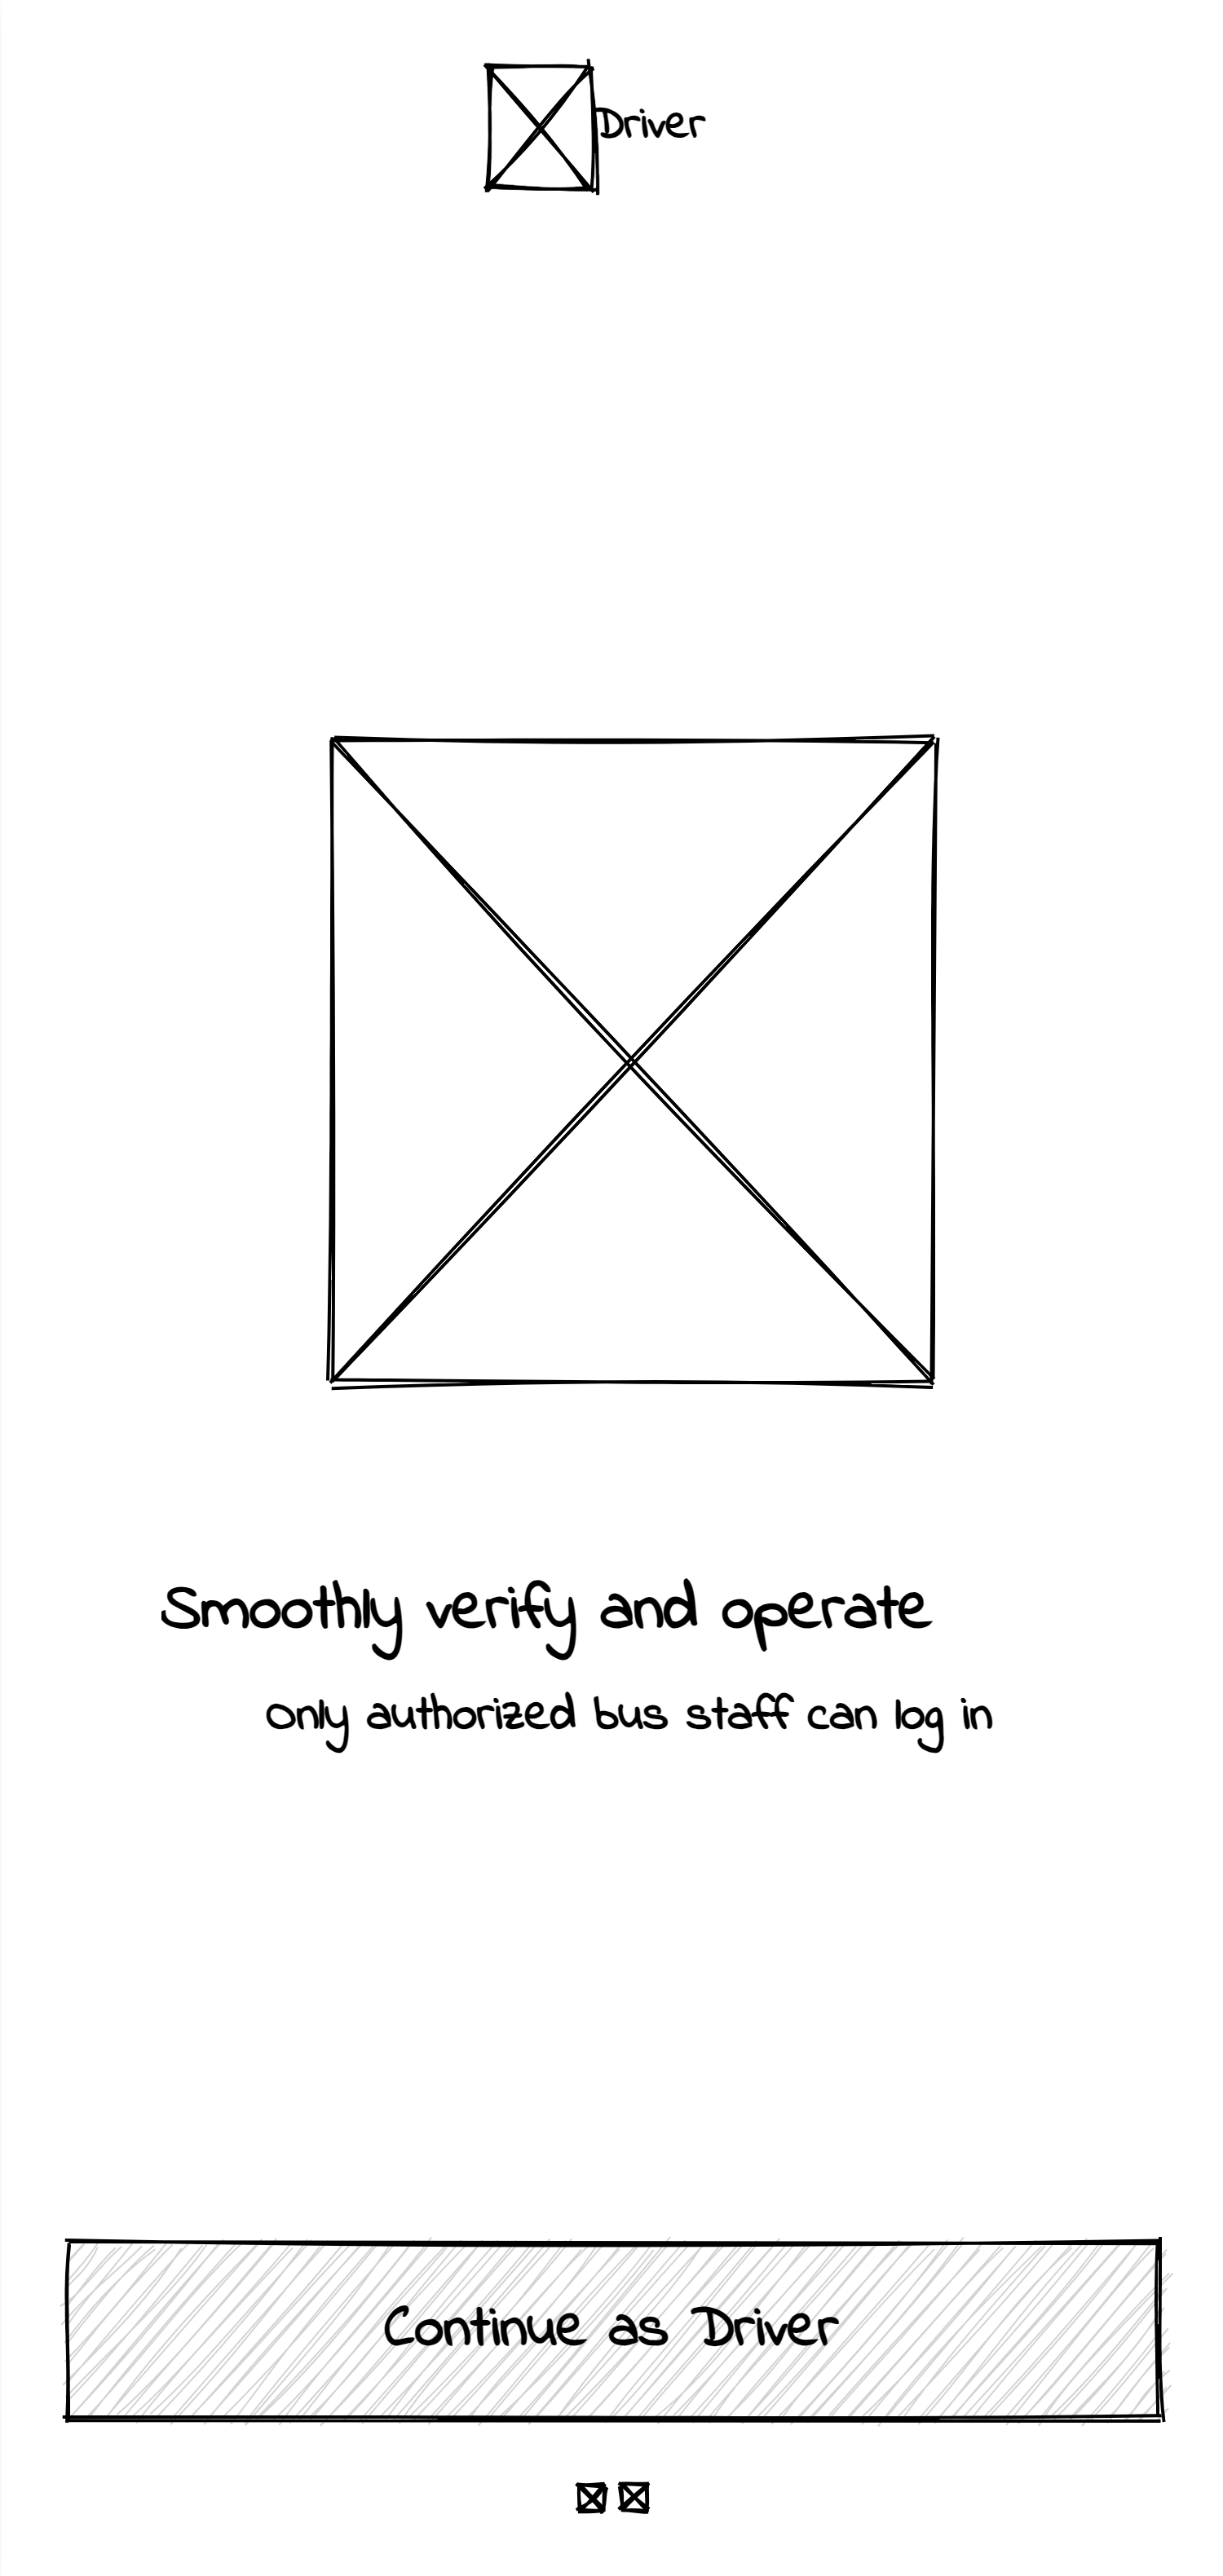 Driver
Smoothly verify and operate
Only authorized bus staff can log in
Continue as Driver